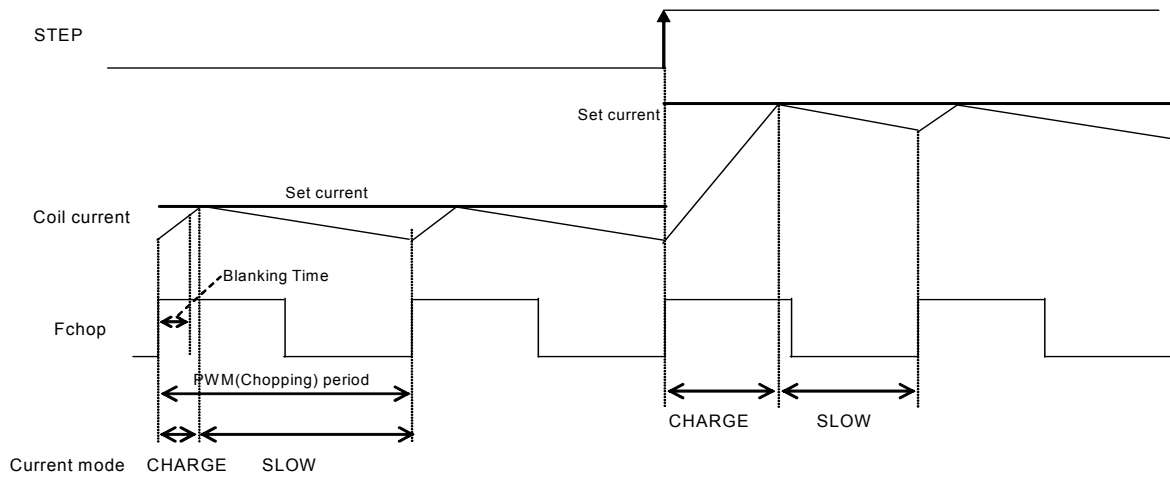 STEP
Set current
Set current
Coil current
Blanking Time
Fchop
PWM(Chopping) period
CHARGE SLOW
Current mode CHARGE SLOW